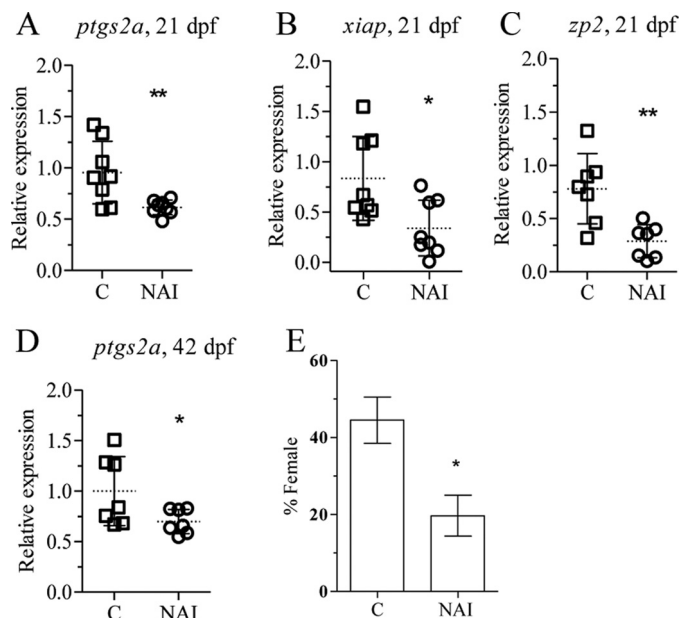 A ptgs2a, 21 dpf
Relative expression
2.0
1.5
1.0
0.5
0.0
**
C NAI
B xiap, 21 dpf
Relative expression
2.0
1.5
1.0
0.5
0.0
*
C NAI
C zp2, 21 dpf
Relative expression
2.0
1.5
1.0
0.5
0.0
**
C NAI
D ptgs2a, 42 dpf
Relative expression
2.0
1.5
1.0
0.5
0.0
*
C NAI
E
% Female
60
40
20
0
*
C NAI